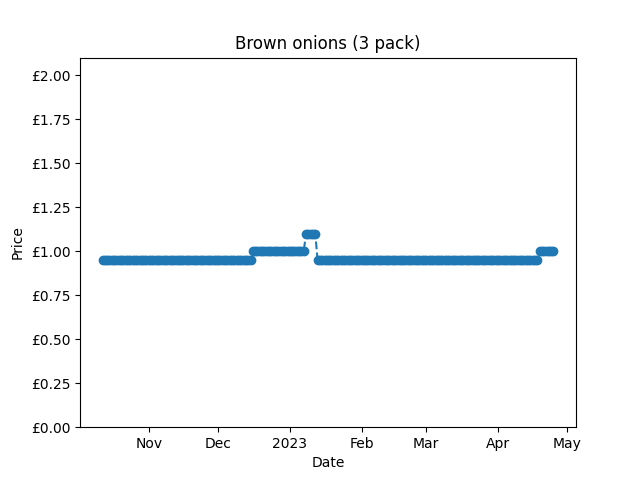 Brown onions (3 pack)
£2.00
£1.75
£1.50
£1.25
£1.00
£0.75
£0.50
£0.25
£0.00
Price
Nov Dec 2023 Feb Mar Apr May
Date